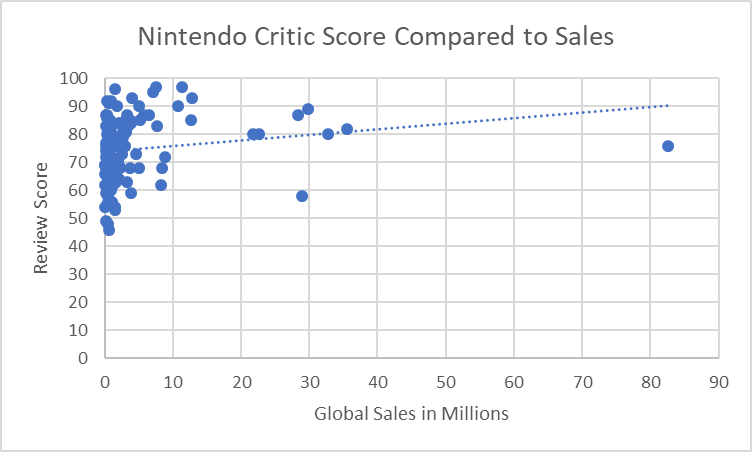 Nintendo Critic Score Compared to Sales
100
90
80
70
60
50
40
30
20
10
0
Review Score
0 10 20 30 40 50 60 70 80 90
Global Sales in Millions